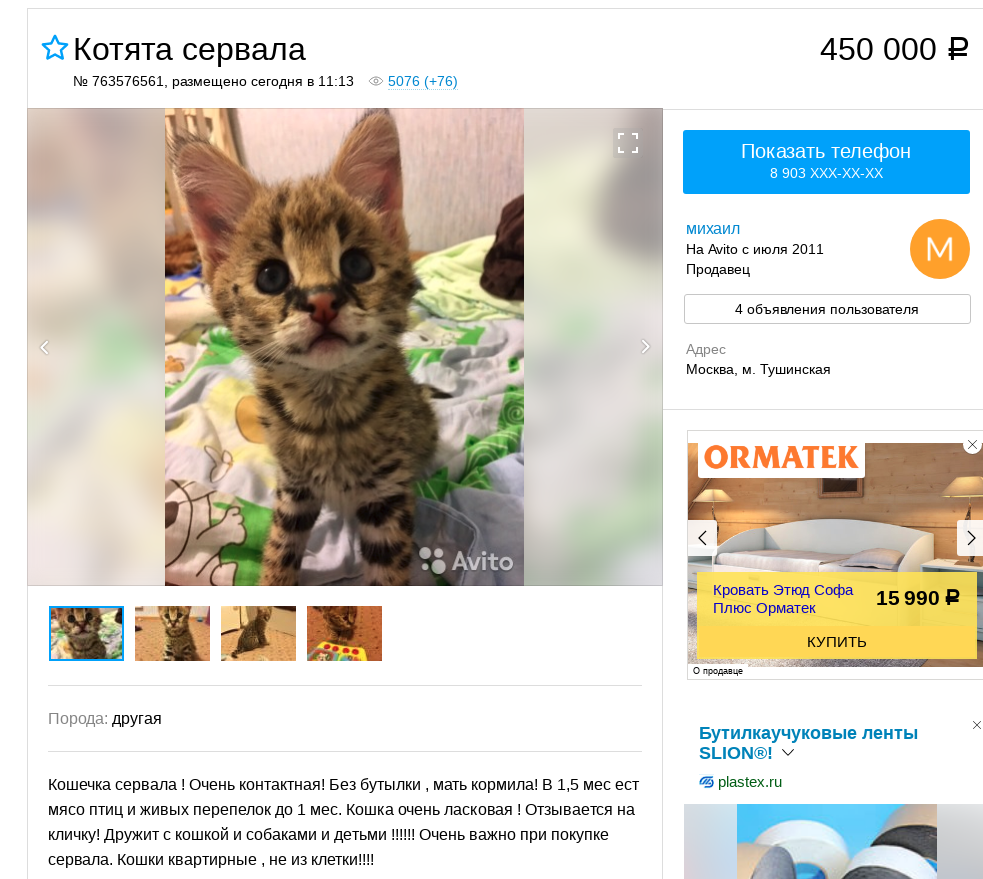 Котята сервала
450 000 ₽
№ 763576561, размещено сегодня в 11:13 5076 (+76)
Показать телефон
8 903 XXX-XX-XX
михаил
На Avito с июля 2011
Продавец
М
4 объявления пользователя
Адрес
Москва, м. Тушинская
Avito
ORMATEK
Кровать Этюд Софа
Плюс Орматек
15 990 ₽
КУПИТЬ
О продавце
Порода: другая
Бутилкаучуковые ленты
SLION®!
plastex.ru
Кошечка сервала ! Очень контактная! Без бутылки , мать кормила! В 1,5 мес ест
мясо птиц и живых перепелок до 1 мес. Кошка очень ласковая ! Отзывается на
кличку! Дружит с кошкой и собаками и детьми !!!!!! Очень важно при покупке
сервала. Кошки квартирные , не из клетки!!!!